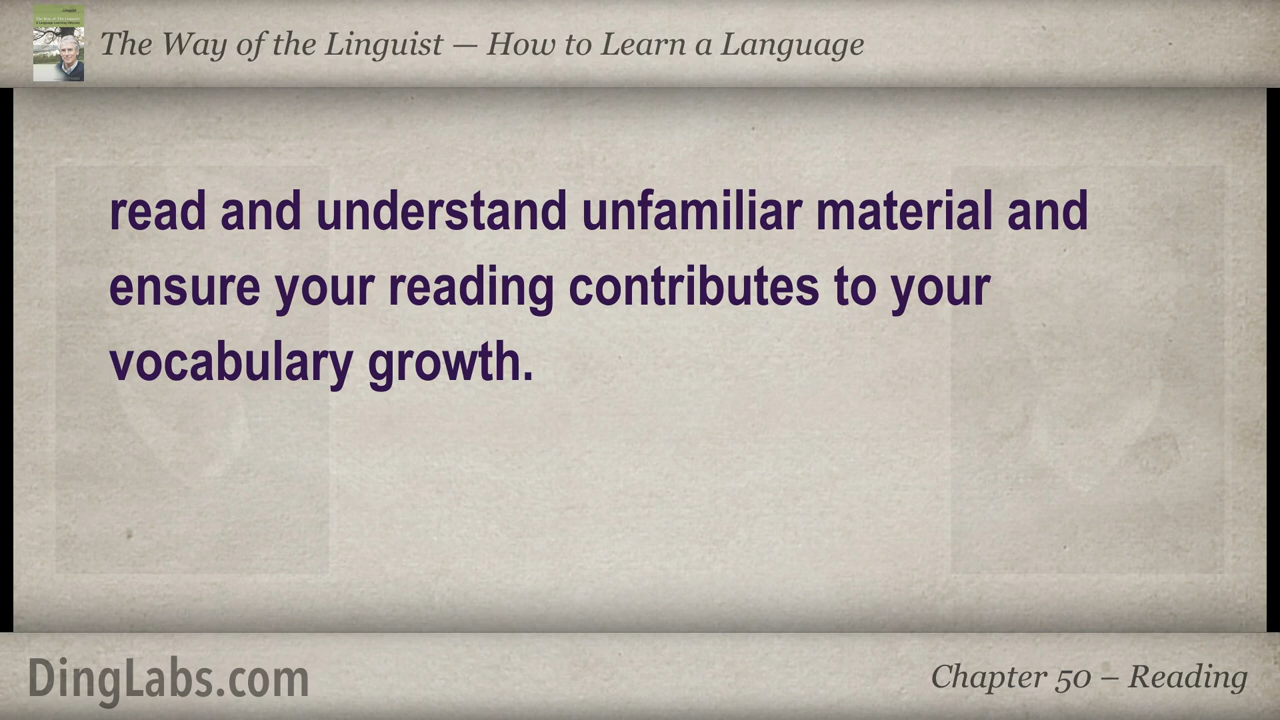 The Way of the Linguist — How to Learn a Language
read and understand unfamiliar material and
ensure your reading contributes to your
vocabulary growth.
DingLabs.com
Chapter 50 – Reading